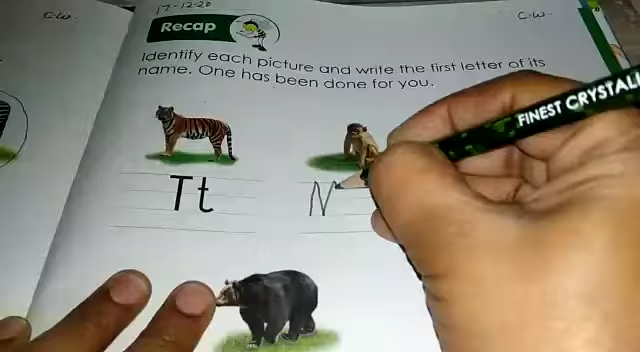 17-12-20
C.W.
C.W.
Recap
Identify each picture and write the first letter of its
name. One has been done for you.
FINEST CRYSTAL
Tt